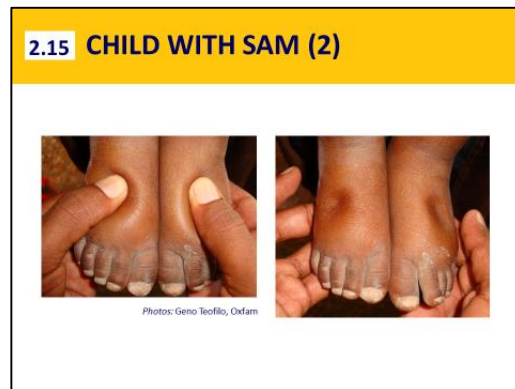 2.15 CHILD WITH SAM (2)
Photos: Geno Teofilo, Oxfam